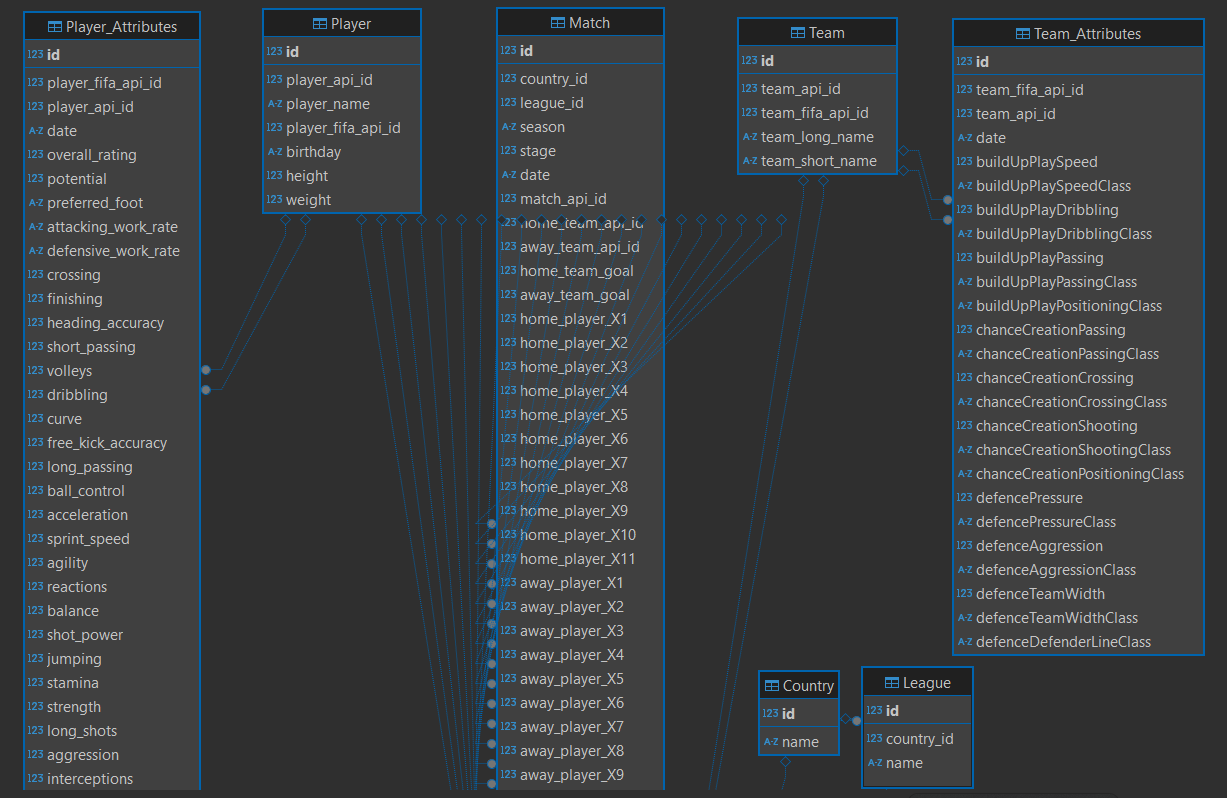 Player_Attributes
123 id
123 player_fifa_api_id
123 player_api_id
A-Z date
123 overall_rating
123 potential
A-Z preferred_foot
A-Z attacking_work_rate
A-Z defensive_work_rate
123 crossing
123 finishing
123 heading_accuracy
123 short_passing
123 volleys
123 dribbling
123 curve
123 free_kick_accuracy
123 long_passing
123 ball_control
123 acceleration
123 sprint_speed
123 agility
123 reactions
123 balance
123 shot_power
123 jumping
123 stamina
123 strength
123 long_shots
123 aggression
123 interceptions
Player
123 id
123 player_api_id
A-Z player_name
123 player_fifa_api_id
A-Z birthday
123 height
123 weight
Match
123 id
123 country_id
123 league_id
A-Z season
123 stage
A-Z date
123 match_api_id
123 home_team_api_id
123 away_team_api_id
123 home_team_goal
123 away_team_goal
123 home_player_X1
123 home_player_X2
123 home_player_X3
123 home_player_X4
123 home_player_X5
123 home_player_X6
123 home_player_X7
123 home_player_X8
123 home_player_X9
123 home_player_X10
123 home_player_X11
123 away_player_X1
123 away_player_X2
123 away_player_X3
123 away_player_X4
123 away_player_X5
123 away_player_X6
123 away_player_X7
123 away_player_X8
123 away_player_X9
Team
123 id
123 team_api_id
123 team_fifa_api_id
A-Z team_long_name
A-Z team_short_name
Team_Attributes
123 id
123 team_fifa_api_id
123 team_api_id
A-Z date
123 buildUpPlaySpeed
A-Z buildUpPlaySpeedClass
123 buildUpPlayDribbling
A-Z buildUpPlayDribblingClass
123 buildUpPlayPassing
A-Z buildUpPlayPassingClass
A-Z buildUpPlayPositioningClass
123 chanceCreationPassing
A-Z chanceCreationPassingClass
123 chanceCreationCrossing
A-Z chanceCreationCrossingClass
123 chanceCreationShooting
A-Z chanceCreationShootingClass
A-Z chanceCreationPositioningClass
123 defencePressure
A-Z defencePressureClass
123 defenceAggression
A-Z defenceAggressionClass
123 defenceTeamWidth
A-Z defenceTeamWidthClass
A-Z defenceDefenderLineClass
Country
123 id
A-Z name
League
123 id
123 country_id
A-Z name